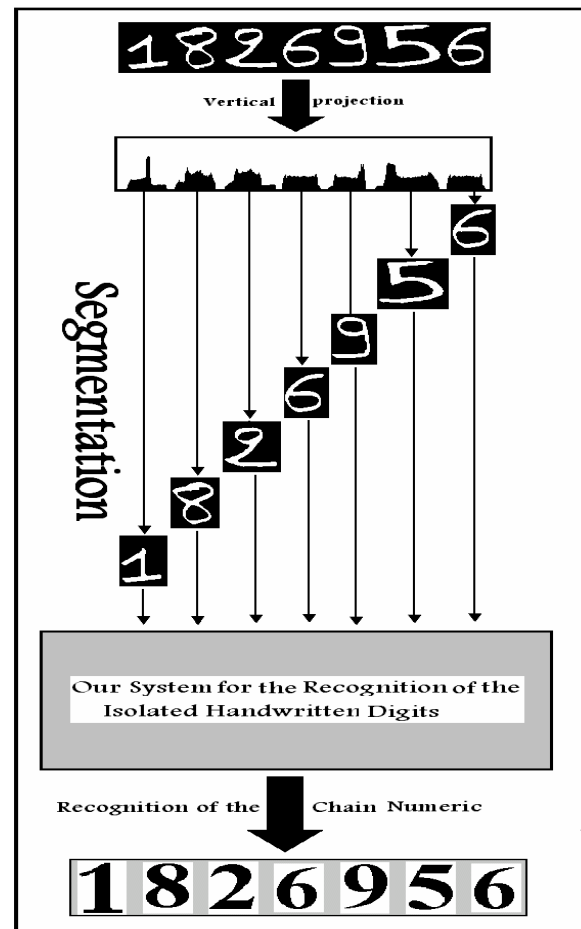 1826956
Vertical projection
6
5
9
6
2
8
1
Segmentation
Our System for the Recognition of the
Isolated Handwritten Digits
Recognition of the Chain Numeric
1826956